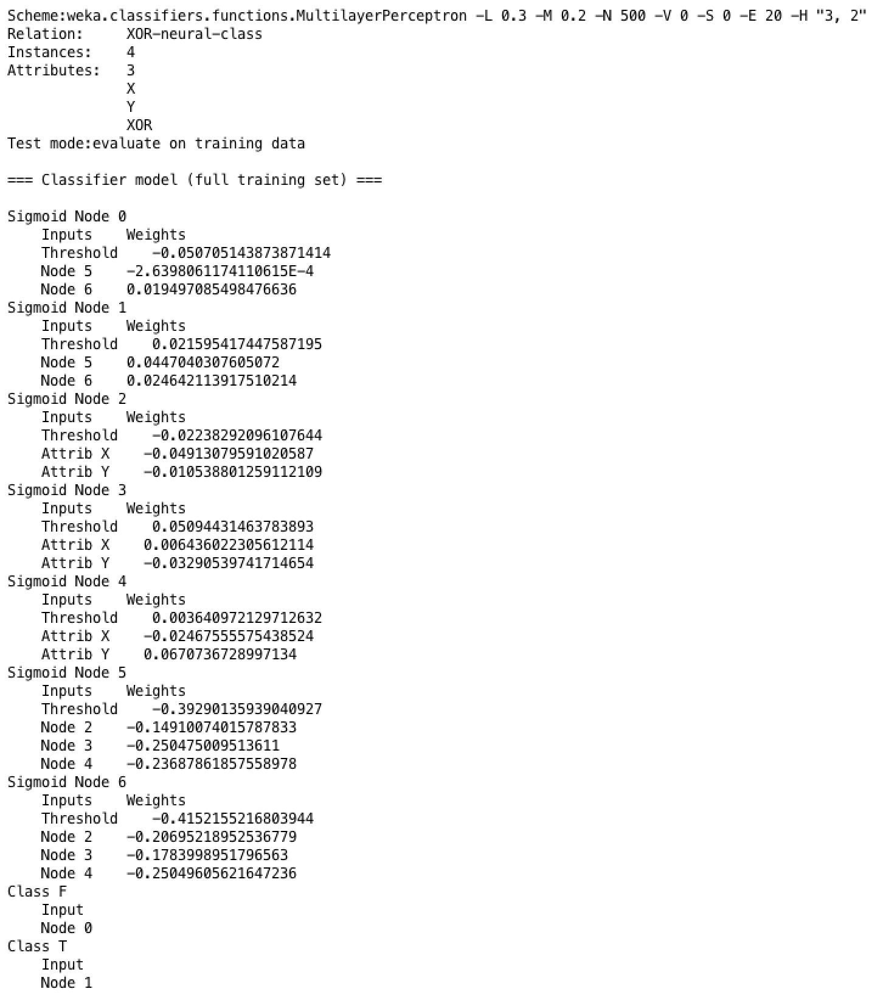 Scheme:weka.classifiers.functions.MultilayerPerceptron -L 0.3 -M 0.2 -N 500 -V 0 -S 0 -E 20 -H "3, 2"
Relation:     XOR-neural-class
Instances:    4
Attributes:   3
              X
              Y
              XOR
Test mode:evaluate on training data

=== Classifier model (full training set) ===

Sigmoid Node 0
    Inputs    Weights
    Threshold    -0.050705143873871414
    Node 5    -2.6398061174110615E-4
    Node 6    0.019497085498476636
Sigmoid Node 1
    Inputs    Weights
    Threshold    0.0215954177447587195
    Node 5    0.0447040307605072
    Node 6    0.024642113917510214
Sigmoid Node 2
    Inputs    Weights
    Threshold    -0.02238292096107644
    Attrib X    -0.04913079591020587
    Attrib Y    -0.010538801259112109
Sigmoid Node 3
    Inputs    Weights
    Threshold    0.05094431463783893
    Attrib X    0.006436022305612114
    Attrib Y    -0.03290539741714654
Sigmoid Node 4
    Inputs    Weights
    Threshold    0.0036409721297​12632
    Attrib X    -0.02467555575438524
    Attrib Y    0.0670736728997134
Sigmoid Node 5
    Inputs    Weights
    Threshold    -0.39290135939040927
    Node 2    -0.14910074015787833
    Node 3    -0.250475009513611
    Node 4    -0.236878618575589​78
Sigmoid Node 6
    Inputs    Weights
    Threshold    -0.4152155216803944
    Node 2    -0.20695218952536779
    Node 3    -0.1783998951796563
    Node 4    -0.25049605621647236
Class F
    Input
    Node 0
Class T
    Input
    Node 1